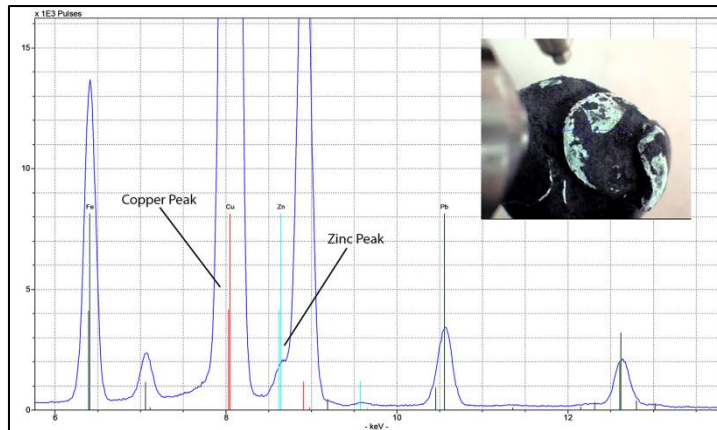 x 1E3 Pulses
15
10
5
0
Fe
Cu
Zn
Pb
Copper Peak
Zinc Peak
6
8
10
12
- keV -